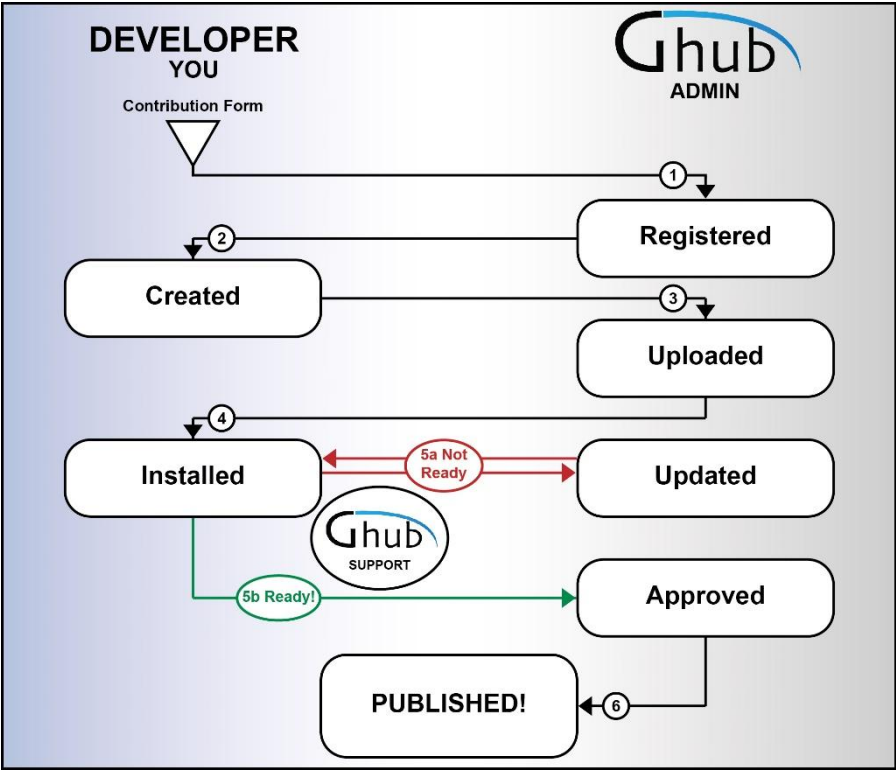 DEVELOPER
YOU
Contribution Form
Ghub
ADMIN
1
Registered
2
Created
3
Uploaded
4
Installed
5a Not
Ready
Updated
Ghub
SUPPORT
5b Ready!
Approved
PUBLISHED!
6